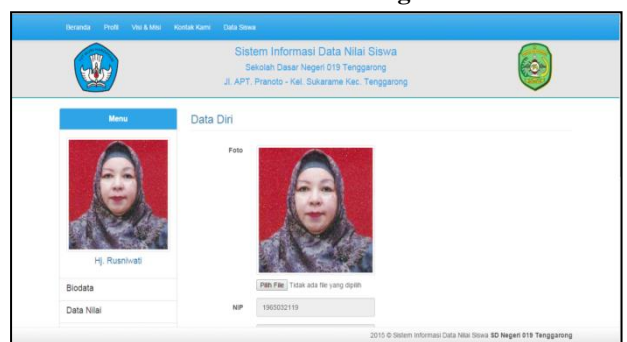 Beranda Profil Visi & Misi Kontak Kami Data Siswa
Sistem Informasi Data Nilai Siswa
Sekolah Dasar Negeri 019 Tenggarong
Jl. APT. Pranoto - Kel. Sukarame Kec. Tenggarong
Menu
Data Diri
Foto
Hj. Rusniwati
Pilih File Tidak ada file yang dipilih
Biodata
NIP 1965032119
Data Nilai
2015 © Sistem Informasi Data Nilai Siswa SD Negeri 019 Tenggarong